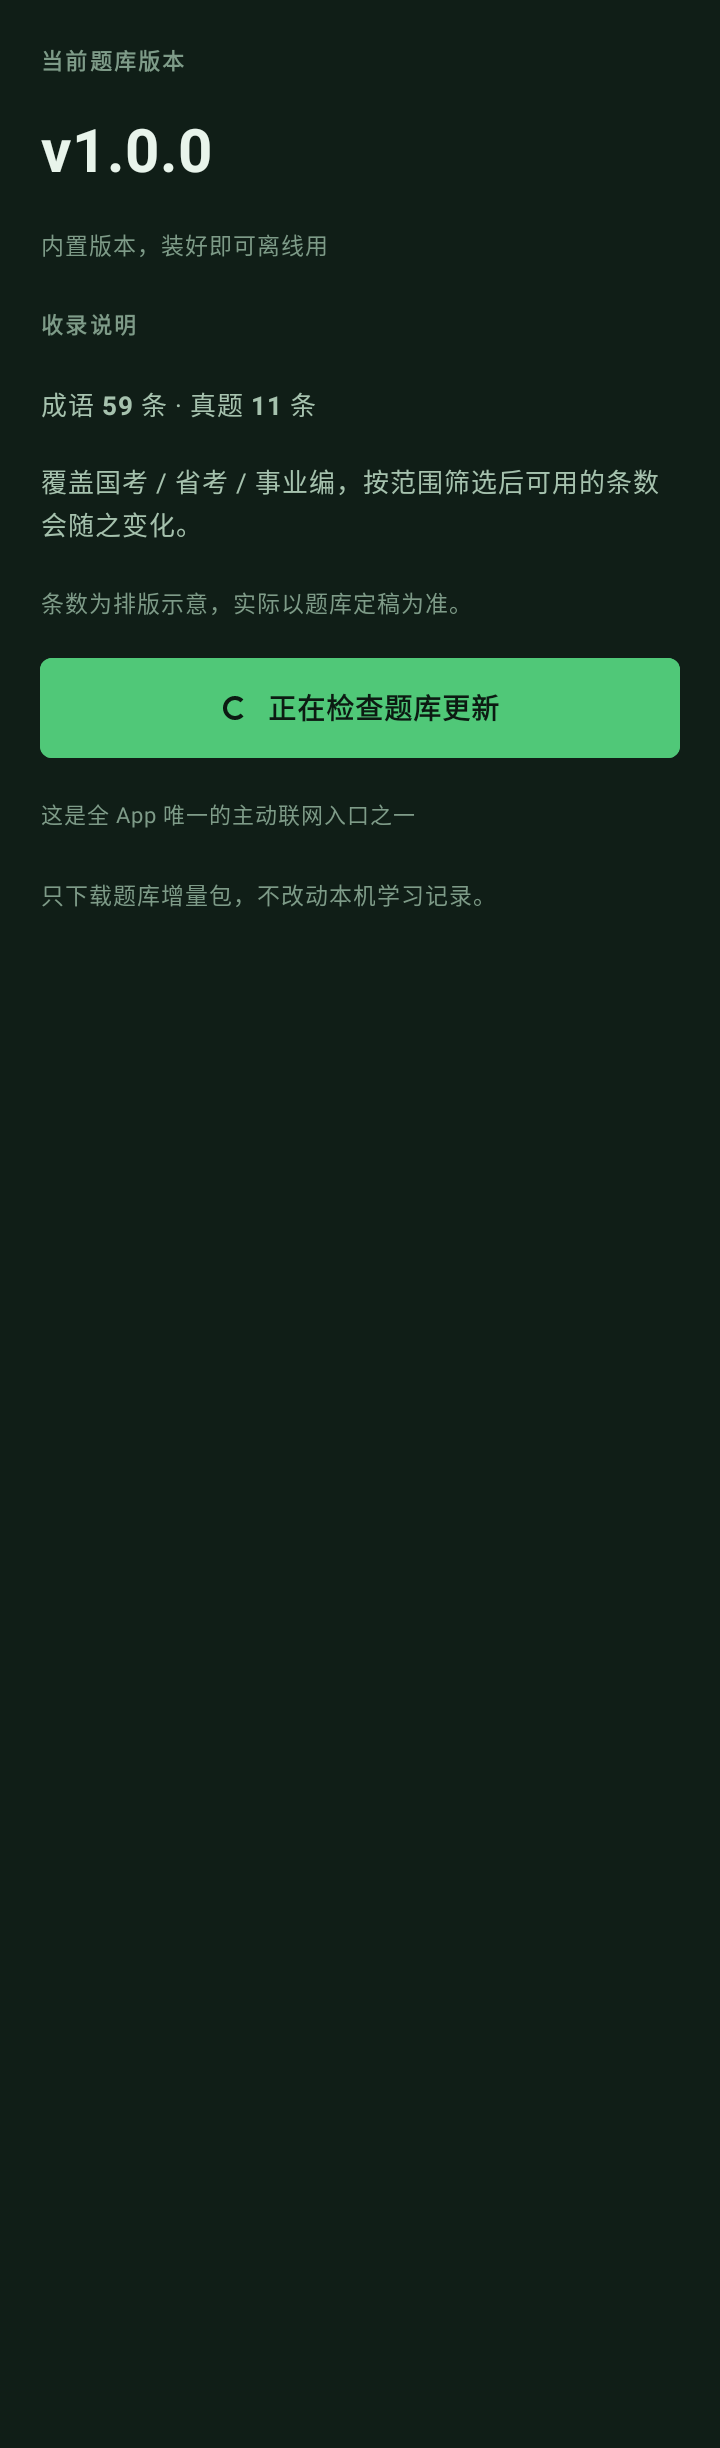 当前题库版本
v1.0.0
内置版本，装好即可离线用
收录说明
成语 59 条 · 真题 11 条
覆盖国考 / 省考 / 事业编，按范围筛选后可用的条数
会随之变化。
条数为排版示意，实际以题库定稿为准。
正在检查题库更新
这是全 App 唯一的主动联网入口之一
只下载题库增量包，不改动本机学习记录。